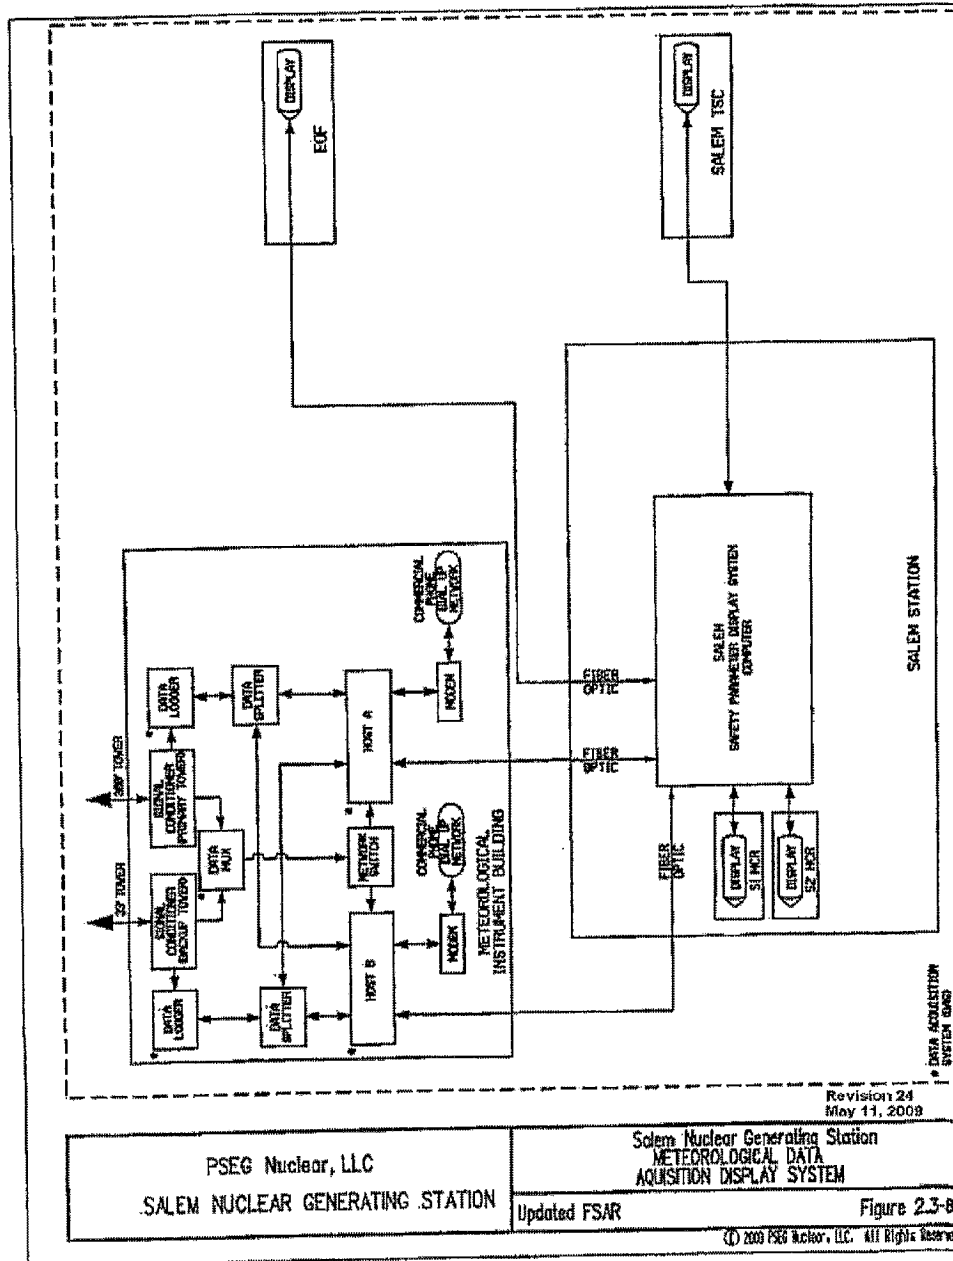 DISPLAY
EOF
DISPLAY
SALEM TSC
300' TOWER
33' TOWER
* DATA
LOGGER
SIGNAL
CONDITIONER
(PRIMARY TOWER)
DATA
MUX
*
SIGNAL
CONDITIONER
(BACKUP TOWER)
* DATA
LOGGER
DATA
SPLITTER
DATA
SPLITTER
HOST A
*
NETWORK
SWITCH
HOST B
*
MODEM
COMMERCIAL
PHONE
DIAL UP
NETWORK
MODEM
COMMERCIAL
PHONE
DIAL UP
NETWORK
METEOROLOGICAL
INSTRUMENT BUILDING
FIBER
OPTIC
FIBER
OPTIC
FIBER
OPTIC
SALEM
SAFETY PARAMETER DISPLAY SYSTEM
COMPUTER
DISPLAY
S1 MCR
DISPLAY
S2 MCR
SALEM STATION
* DATA ACQUISITION
SYSTEM (DAS)
Revision 24
May 11, 2009
PSEG Nuclear, LLC
SALEM NUCLEAR GENERATING STATION
Salem Nuclear Generating Station
METEOROLOGICAL DATA
AQUISITION DISPLAY SYSTEM
Updated FSAR
Figure 2.3-8
© 2000 PSEG Nuclear, LLC. All Rights Reserve